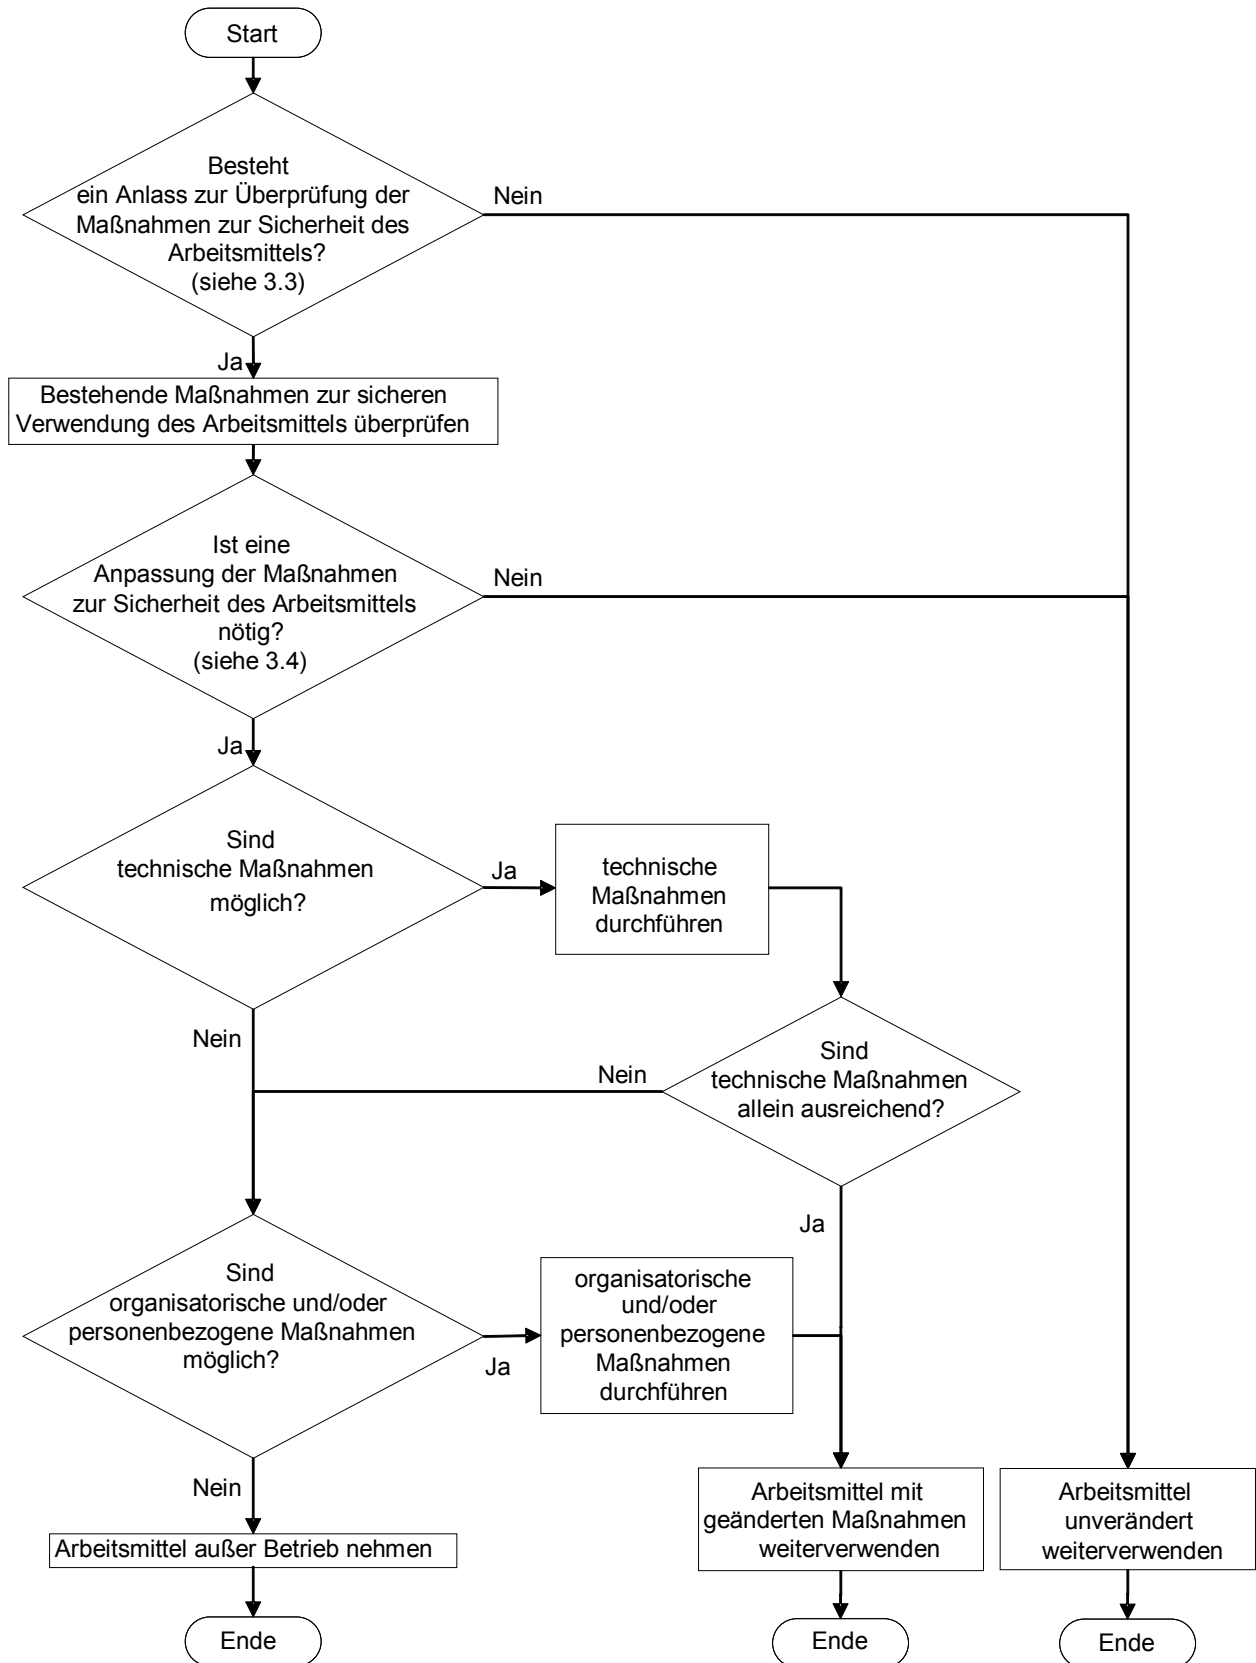 Start
Besteht
ein Anlass zur Überprüfung der
Maßnahmen zur Sicherheit des
Arbeitsmittels?
(siehe 3.3)
Nein
Ja
Bestehende Maßnahmen zur sicheren
Verwendung des Arbeitsmittels überprüfen
Ist eine
Anpassung der Maßnahmen
zur Sicherheit des Arbeitsmittels
nötig?
(siehe 3.4)
Nein
Ja
Sind
technische Maßnahmen
möglich?
Ja
technische
Maßnahmen
durchführen
Nein
Sind
technische Maßnahmen
allein ausreichend?
Nein
Ja
Sind
organisatorische und/oder
personenbezogene Maßnahmen
möglich?
Ja
organisatorische
und/oder
personenbezogene
Maßnahmen
durchführen
Nein
Arbeitsmittel außer Betrieb nehmen
Arbeitsmittel mit
geänderten Maßnahmen
weiterverwenden
Arbeitsmittel
unverändert
weiterverwenden
Ende
Ende
Ende